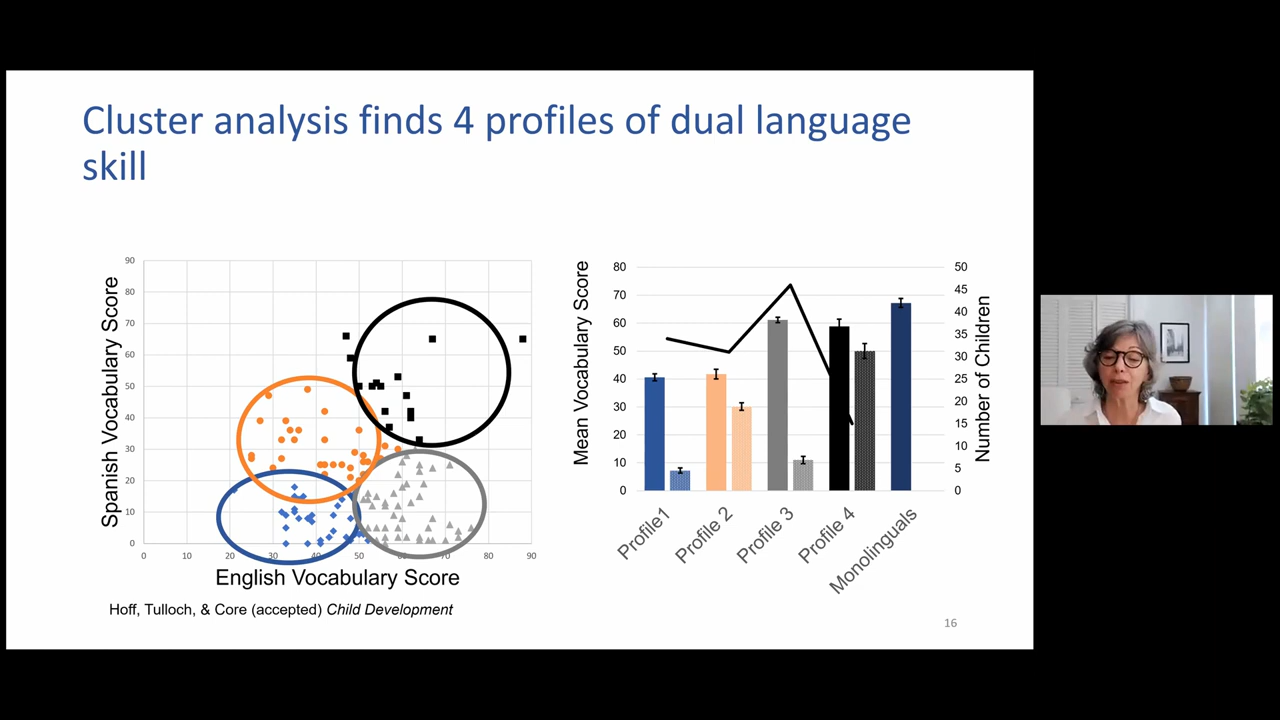 Cluster analysis finds 4 profiles of dual language
skill
Spanish Vocabulary Score
90
80
70
60
50
40
30
20
10
0
0 10 20 30 40 50 60 70 80 90
English Vocabulary Score
Hoff, Tulloch, & Core (accepted) Child Development
Mean Vocabulary Score
80
70
60
50
40
30
20
10
0
50
45
40
35
30
25
20
15
10
5
0
Number of Children
Profile1
Profile 2
Profile 3
Profile 4
Monolinguals
16